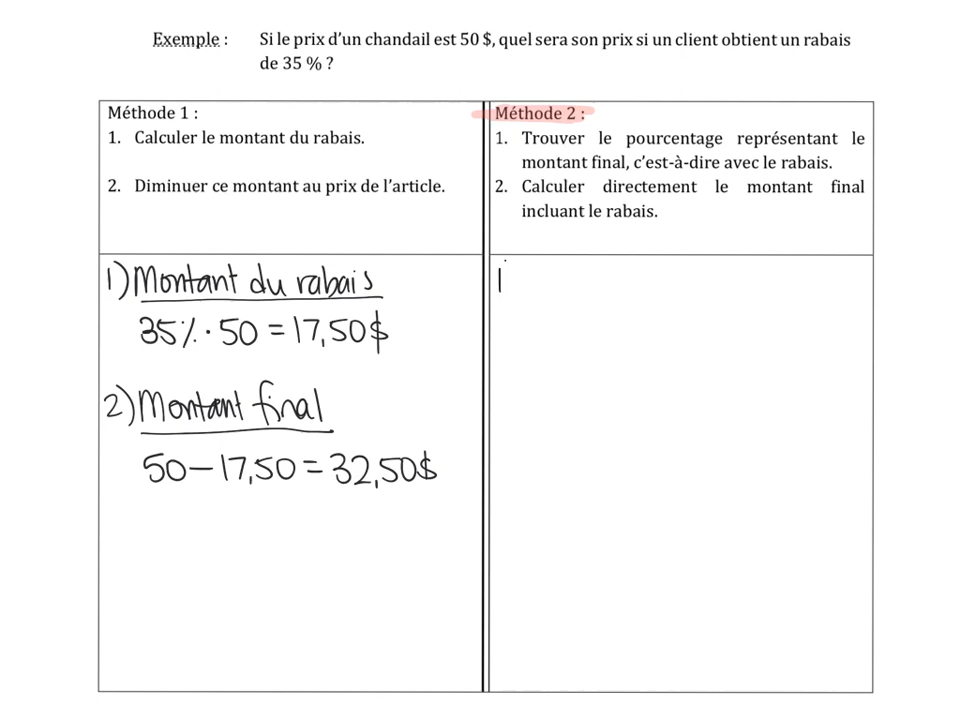 Exemple : Si le prix d'un chandail est 50 $, quel sera son prix si un client obtient un rabais
de 35 % ?
Méthode 1 :
1. Calculer le montant du rabais.
2. Diminuer ce montant au prix de l'article.
Méthode 2 :
1. Trouver le pourcentage représentant le
montant final, c'est-à-dire avec le rabais.
2. Calculer directement le montant final
incluant le rabais.
1) Montant du rabais
35% · 50 = 17,50$
2) Montant final
50 – 17,50 = 32,50$
1